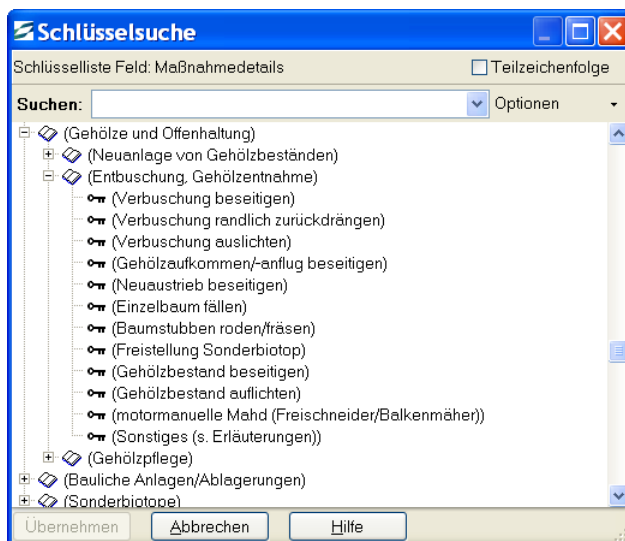 Schlüsselsuche
Schlüsselliste Feld: Maßnahmedetails Teilzeichenfolge
Suchen: Optionen
(Gehölze und Offenhaltung)
(Neuanlage von Gehölzbeständen)
(Entbuschung, Gehölzentnahme)
(Verbuschung beseitigen)
(Verbuschung randlich zurückdrängen)
(Verbuschung auslichten)
(Gehölzaufkommen/-anflug beseitigen)
(Neuaustrieb beseitigen)
(Einzelbaum fällen)
(Baumstubben roden/fräsen)
(Freistellung Sonderbiotop)
(Gehölzbestand beseitigen)
(Gehölzbestand auflichten)
(motormanuelle Mahd (Freischneider/Balkenmäher))
(Sonstiges (s. Erläuterungen))
(Gehölzpflege)
(Bauliche Anlagen/Ablagerungen)
(Sonderbiotope)
Übernehmen Abbrechen Hilfe